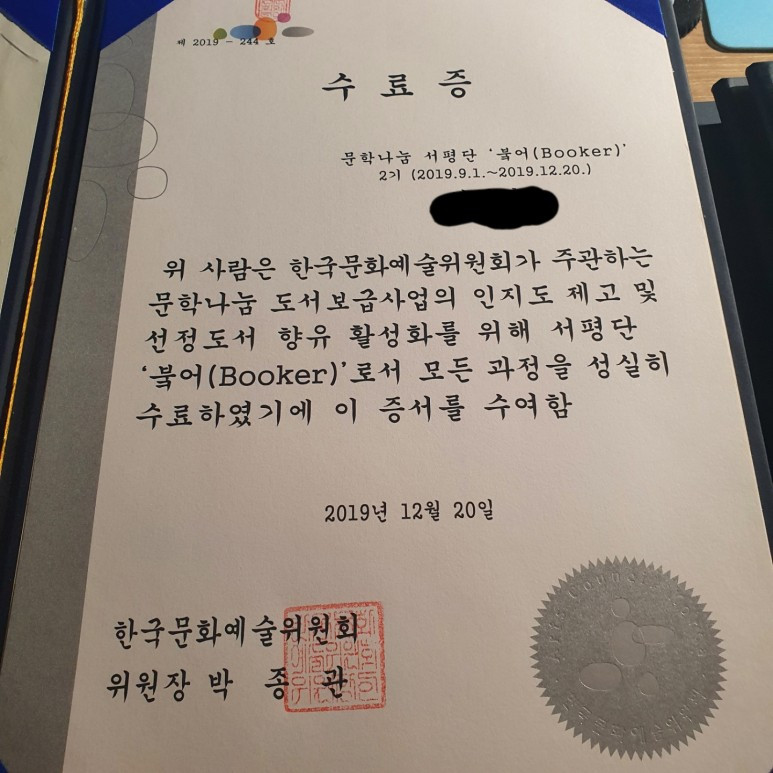 제 2019 - 244 호
수 료 증
문학나눔 서평단 '붘어(Booker)'
2기 (2019.9.1.~2019.12.20.)
위 사람은 한국문화예술위원회가 주관하는
문학나눔 도서보급사업의 인지도 제고 및
선정도서 향유 활성화를 위해 서평단
'붘어(Booker)'로서 모든 과정을 성실히
수료하였기에 이 증서를 수여함
2019년 12월 20일
한국문화예술위원회
위원장 박 종 관